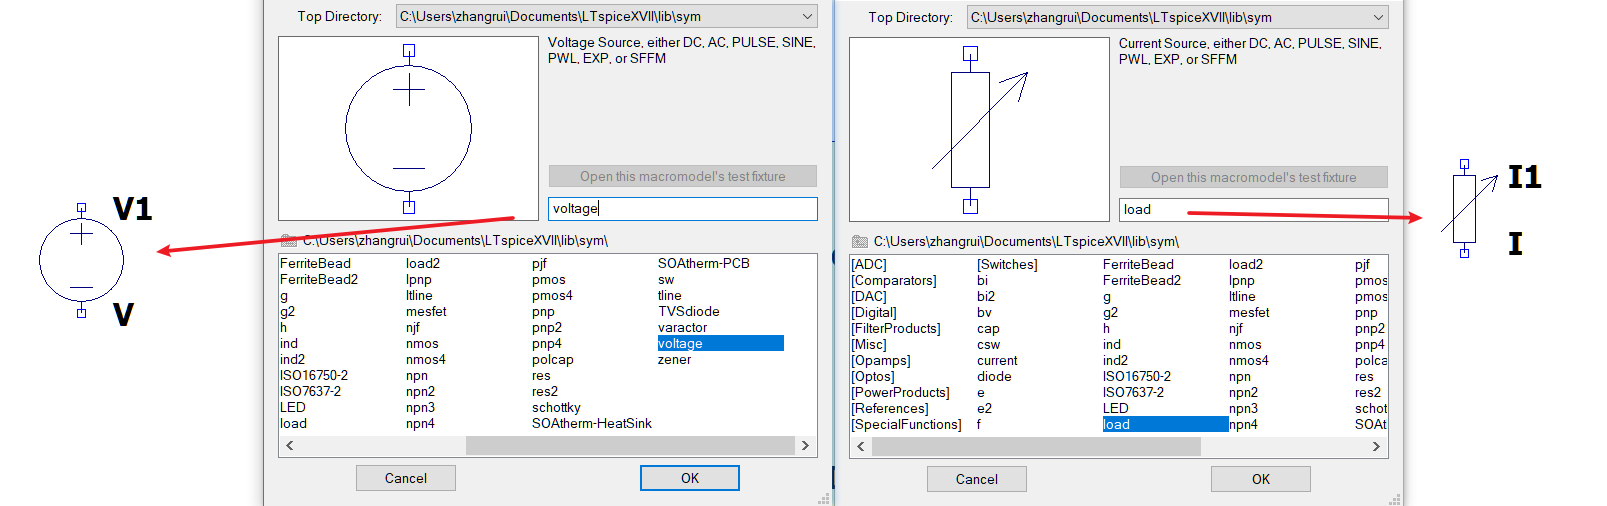 Top Directory: C:\Users\zhangrui\Documents\LTspiceXVII\lib\sym
Voltage Source, either DC, AC, PULSE, SINE,
PWL, EXP, or SFFM
Open this macromodel's test fixture
voltage
C:\Users\zhangrui\Documents\LTspiceXVII\lib\sym\
FerriteBead load2 pjf SOAtherm-PCB
FerriteBead2 lpnp pmos sw
g ltline pmos4 tline
g2 mesfet pnp TVSdiode
h njf pnp2 varactor
ind nmos pnp4 voltage
ind2 nmos4 polcap zener
ISO16750-2 npn res
ISO7637-2 npn2 res2
LED npn3 schottky
load npn4 SOAtherm-HeatSink
Cancel OK
V1
V
Top Directory: C:\Users\zhangrui\Documents\LTspiceXVII\lib\sym
Current Source, either DC, AC, PULSE, SINE,
PWL, EXP, or SFFM
Open this macromodel's test fixture
load
C:\Users\zhangrui\Documents\LTspiceXVII\lib\sym\
[ADC] [Switches] FerriteBead load2 pjf
[Comparators] bi FerriteBead2 lpnp pmos
[DAC] bi2 g ltline pmos
[Digital] bv g2 mesfet pnp
[FilterProducts] cap h njf pnp2
[Misc] csw ind nmos pnp4
[Opamps] current ind2 nmos4 polca
[Optos] diode ISO16750-2 npn res
[PowerProducts] e ISO7637-2 npn2 res2
[References] e2 LED npn3 schot
[SpecialFunctions] f load npn4 SOAt
Cancel OK
I1
I